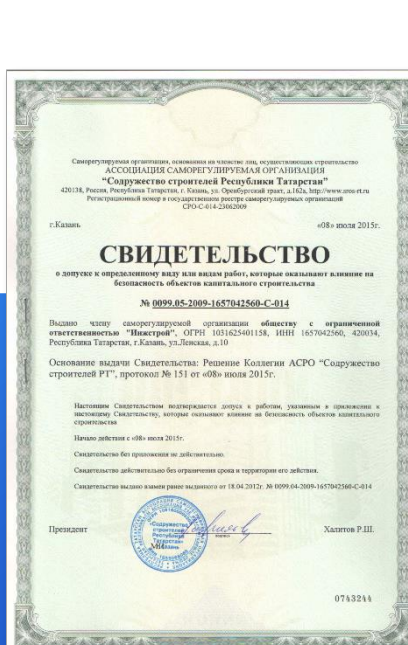 Саморегулируемая организация, основанная на членстве лиц, осуществляющих строительство
АССОЦИАЦИЯ САМОРЕГУЛИРУЕМАЯ ОРГАНИЗАЦИЯ
“Содружество строителей Республики Татарстан”
420138, Россия, Республика Татарстан, г. Казань, ул. Оренбургский тракт, д.162а, http://www.sros-rt.ru
Регистрационный номер в государственном реестре саморегулируемых организаций
СРО-С-014-23062009
г.Казань «08» июля 2015г.
СВИДЕТЕЛЬСТВО
о допуске к определенному виду или видам работ, которые оказывают влияние на
безопасность объектов капитального строительства
№ 0099.05-2009-1657042560-С-014
Выдано члену саморегулируемой организации обществу с ограниченной
ответственностью "Инжстрой", ОГРН 1031625401158, ИНН 1657042560, 420034,
Республика Татарстан, г.Казань, ул.Ленская, д.10
Основание выдачи Свидетельства: Решение Коллегии АСРО “Содружество
строителей РТ”, протокол № 151 от «08» июля 2015г.
Настоящим Свидетельством подтверждается допуск к работам, указанным в приложении к
настоящему Свидетельству, которые оказывают влияние на безопасность объектов капитального
строительства
Начало действия с «08» июля 2015г.
Свидетельство без приложения не действительно.
Свидетельство действительно без ограничения срока и территории его действия.
Свидетельство выдано взамен ранее выданного от 18.04.2012г. № 0099.04-2009-1657042560-С-014
Содружество
строителей
Республики
Татарстан
Президент Халитов Р.Ш.
0743244